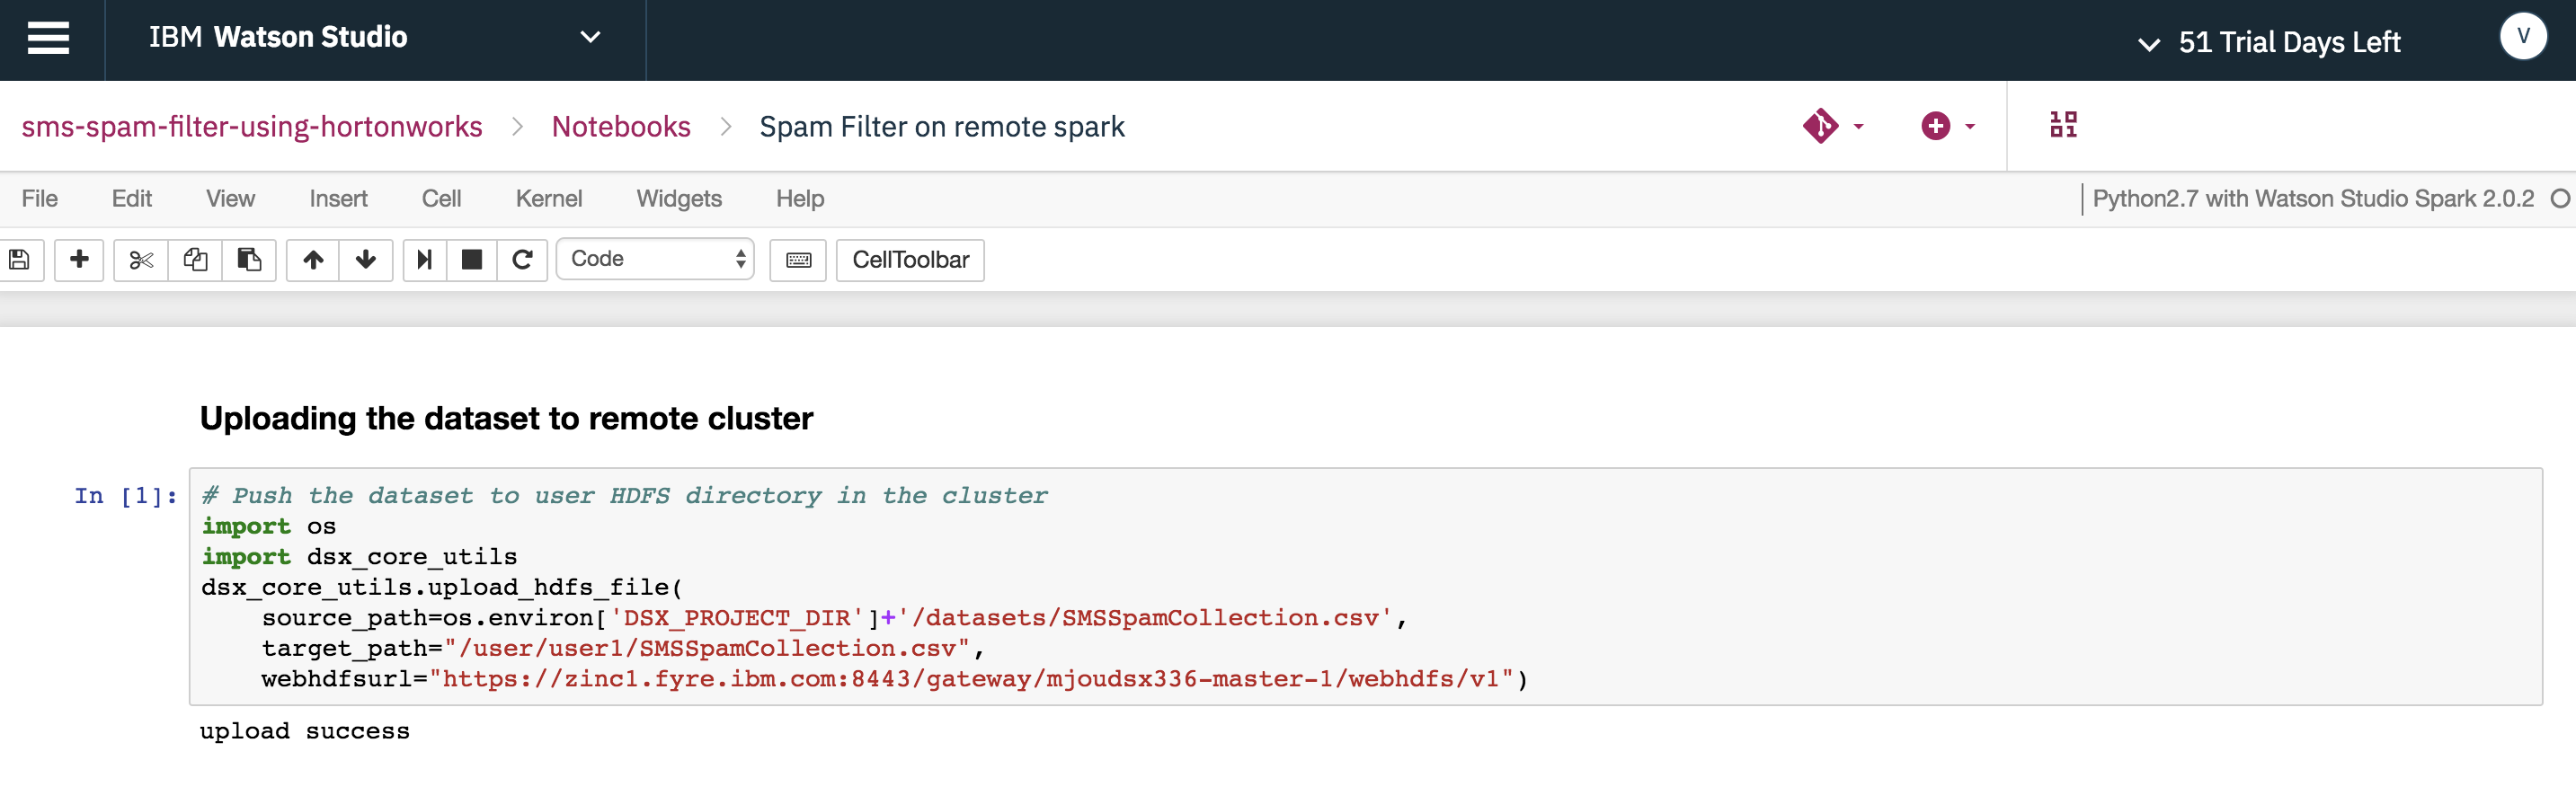 IBM Watson Studio
51 Trial Days Left
V
sms-spam-filter-using-hortonworks > Notebooks > Spam Filter on remote spark
File Edit View Insert Cell Kernel Widgets Help
Python2.7 with Watson Studio Spark 2.0.2
Code
CellToolbar
Uploading the dataset to remote cluster
In [1]:
# Push the dataset to user HDFS directory in the cluster
import os
import dsx_core_utils
dsx_core_utils.upload_hdfs_file(
    source_path=os.environ['DSX_PROJECT_DIR']+'/datasets/SMSSpamCollection.csv',
    target_path="/user/user1/SMSSpamCollection.csv",
    webhdfsurl="https://zinc1.fyre.ibm.com:8443/gateway/mjoudsx336-master-1/webhdfs/v1")
upload success